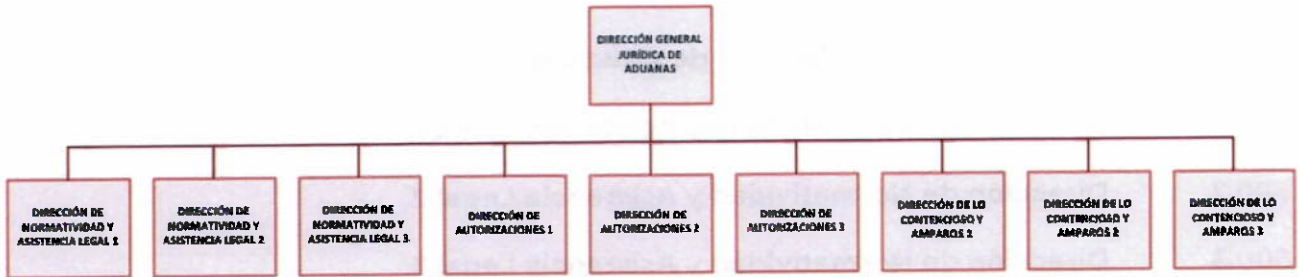 DIRECCIÓN GENERAL
JURÍDICA DE
ADUANAS
DIRECCIÓN DE
NORMATIVIDAD Y
ASISTENCIA LEGAL 1
DIRECCIÓN DE
NORMATIVIDAD Y
ASISTENCIA LEGAL 2
DIRECCIÓN DE
NORMATIVIDAD Y
ASISTENCIA LEGAL 3
DIRECCIÓN DE
AUTORIZACIONES 1
DIRECCIÓN DE
AUTORIZACIONES 2
DIRECCIÓN DE
AUTORIZACIONES 3
DIRECCIÓN DE LO
CONTENCIOSO Y
AMPAROS
DIRECCIÓN DE LO
CONTENCIOSO Y
AMPAROS 2
DIRECCIÓN DE LO
CONTENCIOSO Y
AMPAROS 3